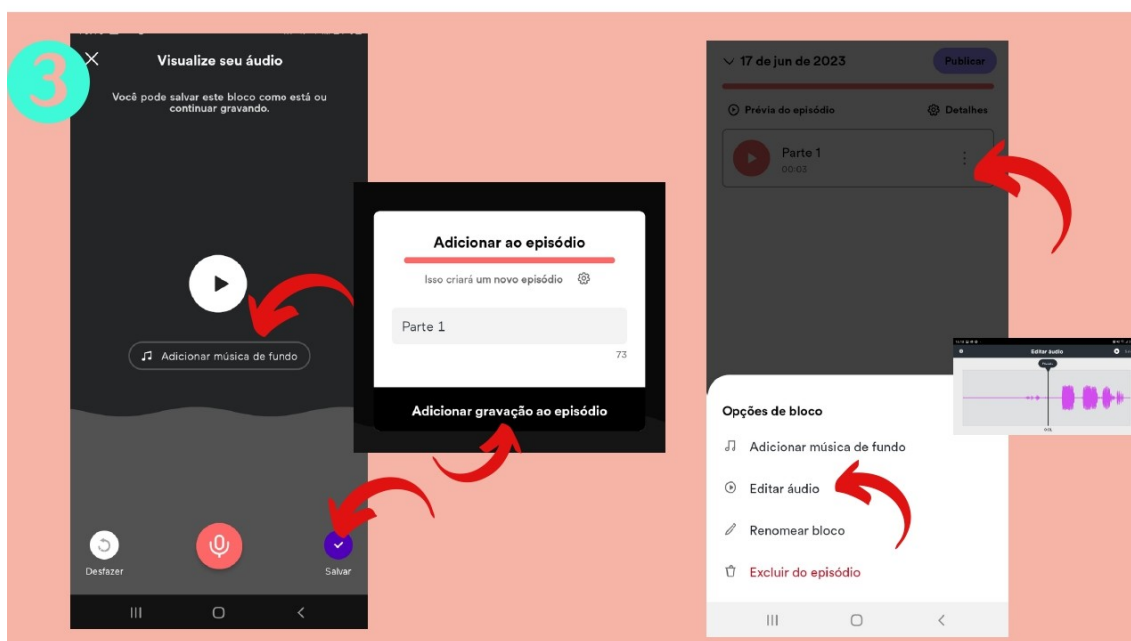 3
Visualize seu áudio
Você pode salvar este bloco como está ou
continuar gravando.
Adicionar música de fundo
Desfazer
Salvar
Adicionar ao episódio
Isso criará um novo episódio
Parte 1
73
Adicionar gravação ao episódio
17 de jun de 2023
Publicar
Prévia do episódio
Detalhes
Parte 1
00:03
Opções de bloco
Adicionar música de fundo
Editar áudio
Renomear bloco
Excluir do episódio
Editar áudio